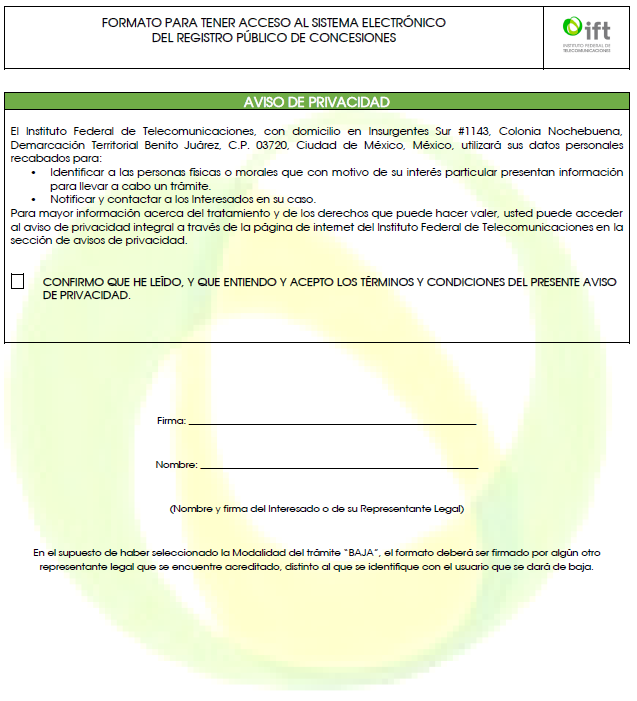 FORMATO PARA TENER ACCESO AL SISTEMA ELECTRÓNICO
DEL REGISTRO PÚBLICO DE CONCESIONES
ift
INSTITUTO FEDERAL DE
TELECOMUNICACIONES
AVISO DE PRIVACIDAD
El Instituto Federal de Telecomunicaciones, con domicilio en Insurgentes Sur #1143, Colonia Nochebuena,
Demarcación Territorial Benito Juárez, C.P. 03720, Ciudad de México, México, utilizará sus datos personales
recabados para:
• Identificar a las personas físicas o morales que con motivo de su interés particular presentan información
para llevar a cabo un trámite.
• Notificar y contactar a los Interesados en su caso.
Para mayor información acerca del tratamiento y de los derechos que puede hacer valer, usted puede acceder
al aviso de privacidad integral a través de la página de internet del Instituto Federal de Telecomunicaciones en la
sección de avisos de privacidad.
CONFIRMO QUE HE LEÍDO, Y QUE ENTIENDO Y ACEPTO LOS TÉRMINOS Y CONDICIONES DEL PRESENTE AVISO
DE PRIVACIDAD.
Firma:
Nombre:
(Nombre y firma del Interesado o de su Representante Legal)
En el supuesto de haber seleccionado la Modalidad del trámite "BAJA", el formato deberá ser firmado por algún otro
representante legal que se encuentre acreditado, distinto al que se identifique con el usuario que se dará de baja.